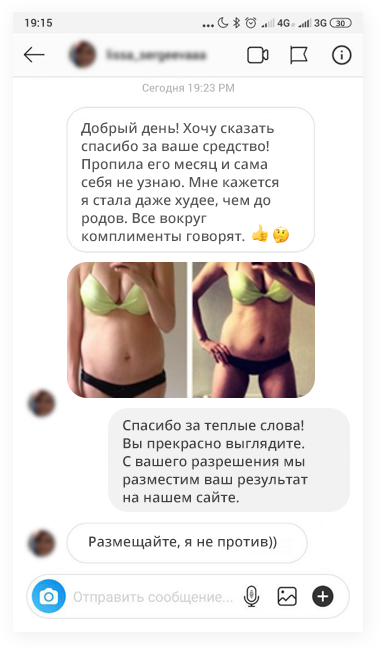 19:15
4G
3G
30
Сегодня 19:23 PM
Добрый день! Хочу сказать
спасибо за ваше средство!
Пропила его месяц и сама
себя не узнаю. Мне кажется
я стала даже худее, чем до
родов. Все вокруг
комплименты говорят. 👍🤔
Спасибо за теплые слова!
Вы прекрасно выглядите.
С вашего разрешения мы
разместим ваш результат
на нашем сайте.
Размещайте, я не против))
Отправить сообщение...